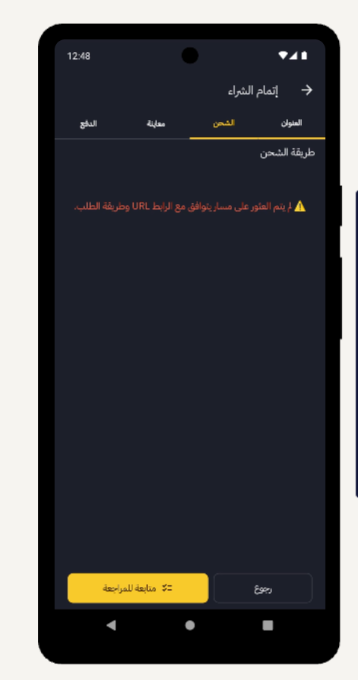 12:48
إتمام الشراء
العنوان الشحن معاينة الدفع
طريقة الشحن
لم يتم العثور على مسار يتوافق مع الرابط URL وطريقة الطلب.
رجوع متابعة للمراجعة